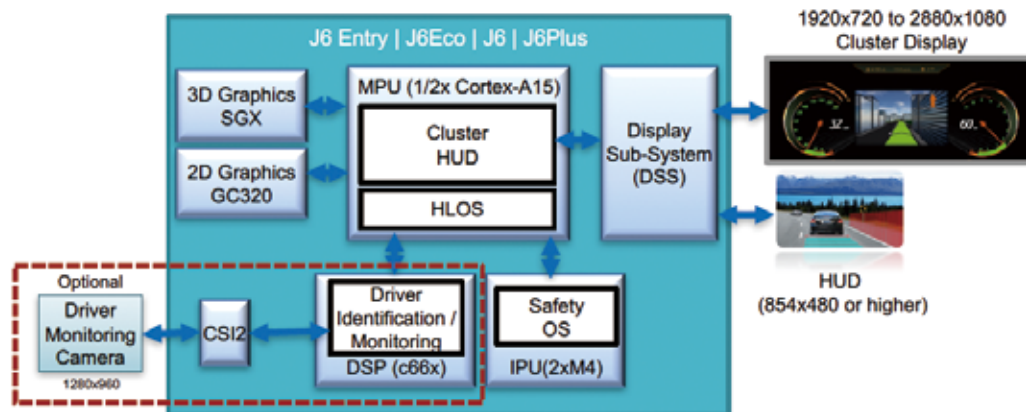 1920x720 to 2880x1080
Cluster Display
J6 Entry | J6Eco | J6 | J6Plus
3D Graphics
SGX
2D Graphics
GC320
MPU (1/2x Cortex-A15)
Cluster
HUD
HLOS
Display
Sub-System
(DSS)
32
60
HUD
(854x480 or higher)
Optional
Driver
Monitoring
Camera
1280x960
CSI2
Driver
Identification /
Monitoring
DSP (c66x)
Safety
OS
IPU(2xM4)